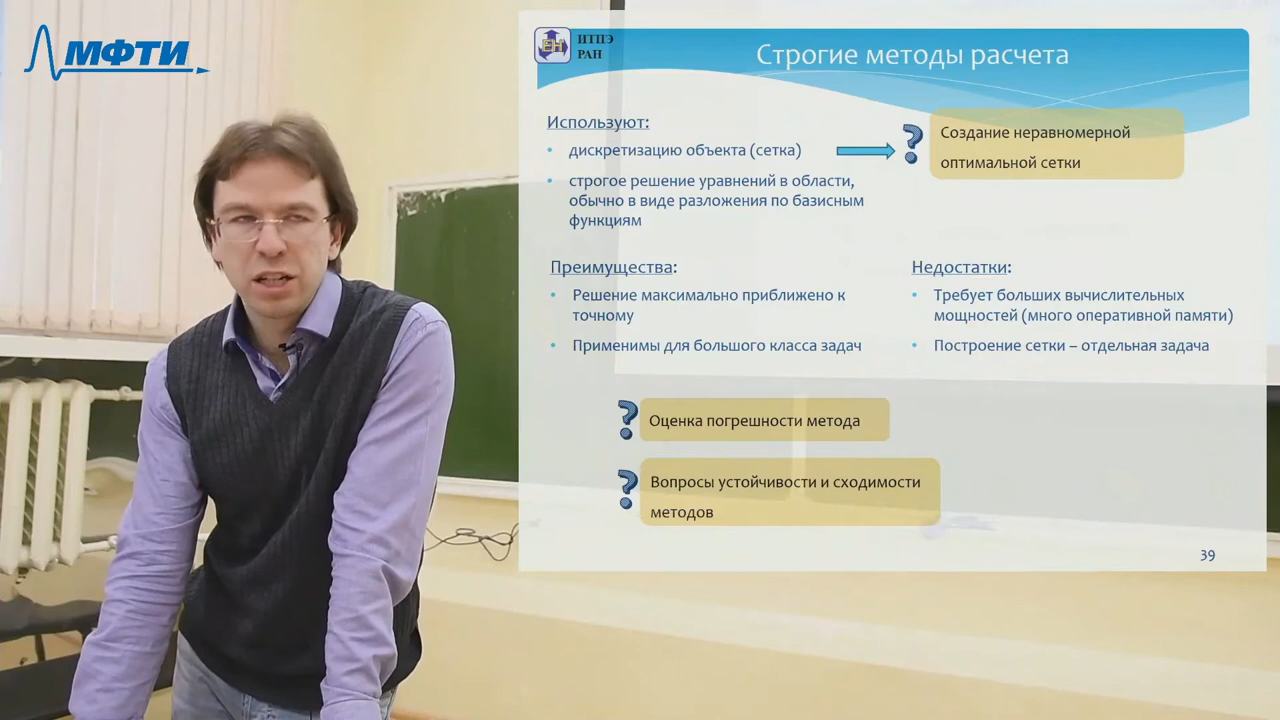 МФТИ
ИТПЭ
РАН
Строгие методы расчета
Используют:
• дискретизацию объекта (сетка)
• строгое решение уравнений в области,
обычно в виде разложения по базисным
функциям
? Создание неравномерной
оптимальной сетки
Преимущества:
• Решение максимально приближено к
точному
• Применимы для большого класса задач
Недостатки:
• Требует больших вычислительных
мощностей (много оперативной памяти)
• Построение сетки – отдельная задача
? Оценка погрешности метода
? Вопросы устойчивости и сходимости
методов
39